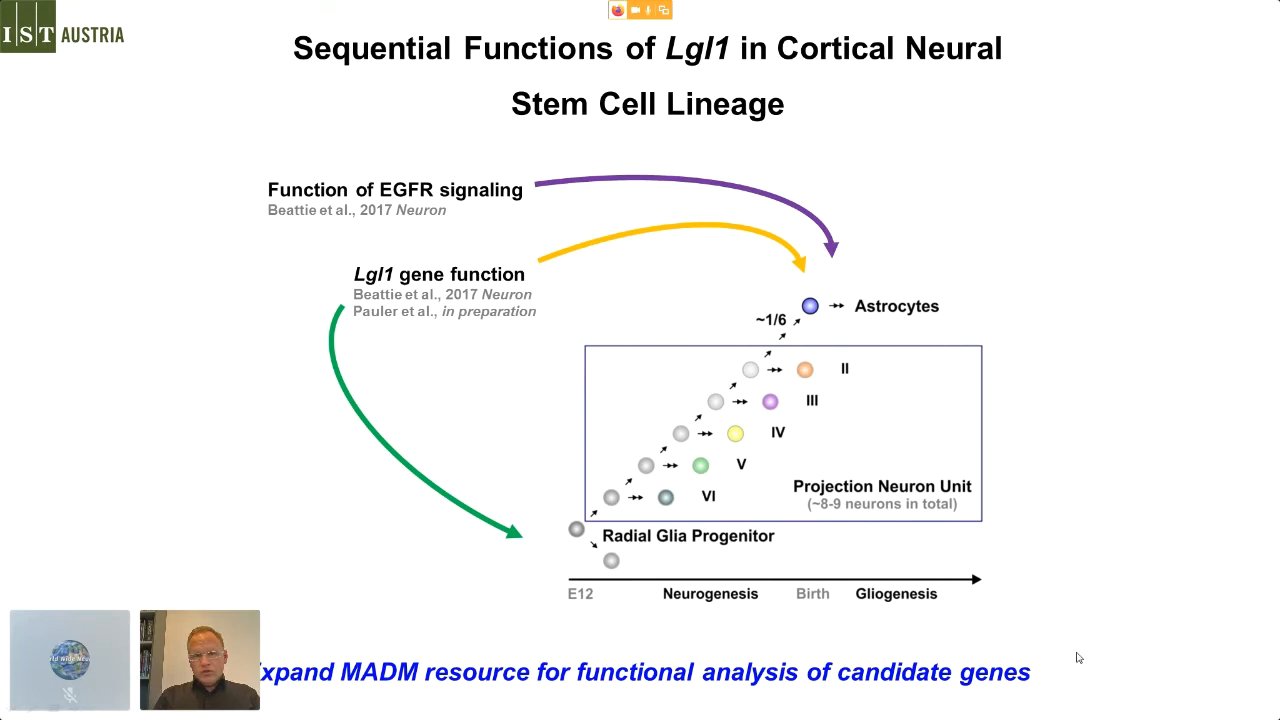 IST AUSTRIA
Sequential Functions of Lgl1 in Cortical Neural
Stem Cell Lineage
Function of EGFR signaling
Beattie et al., 2017 Neuron
Lgl1 gene function
Beattie et al., 2017 Neuron
Pauler et al., in preparation
~1/6
Astrocytes
II
III
IV
V
VI
Projection Neuron Unit
(~8-9 neurons in total)
Radial Glia Progenitor
E12 Neurogenesis Birth Gliogenesis
xpand MADM resource for functional analysis of candidate genes